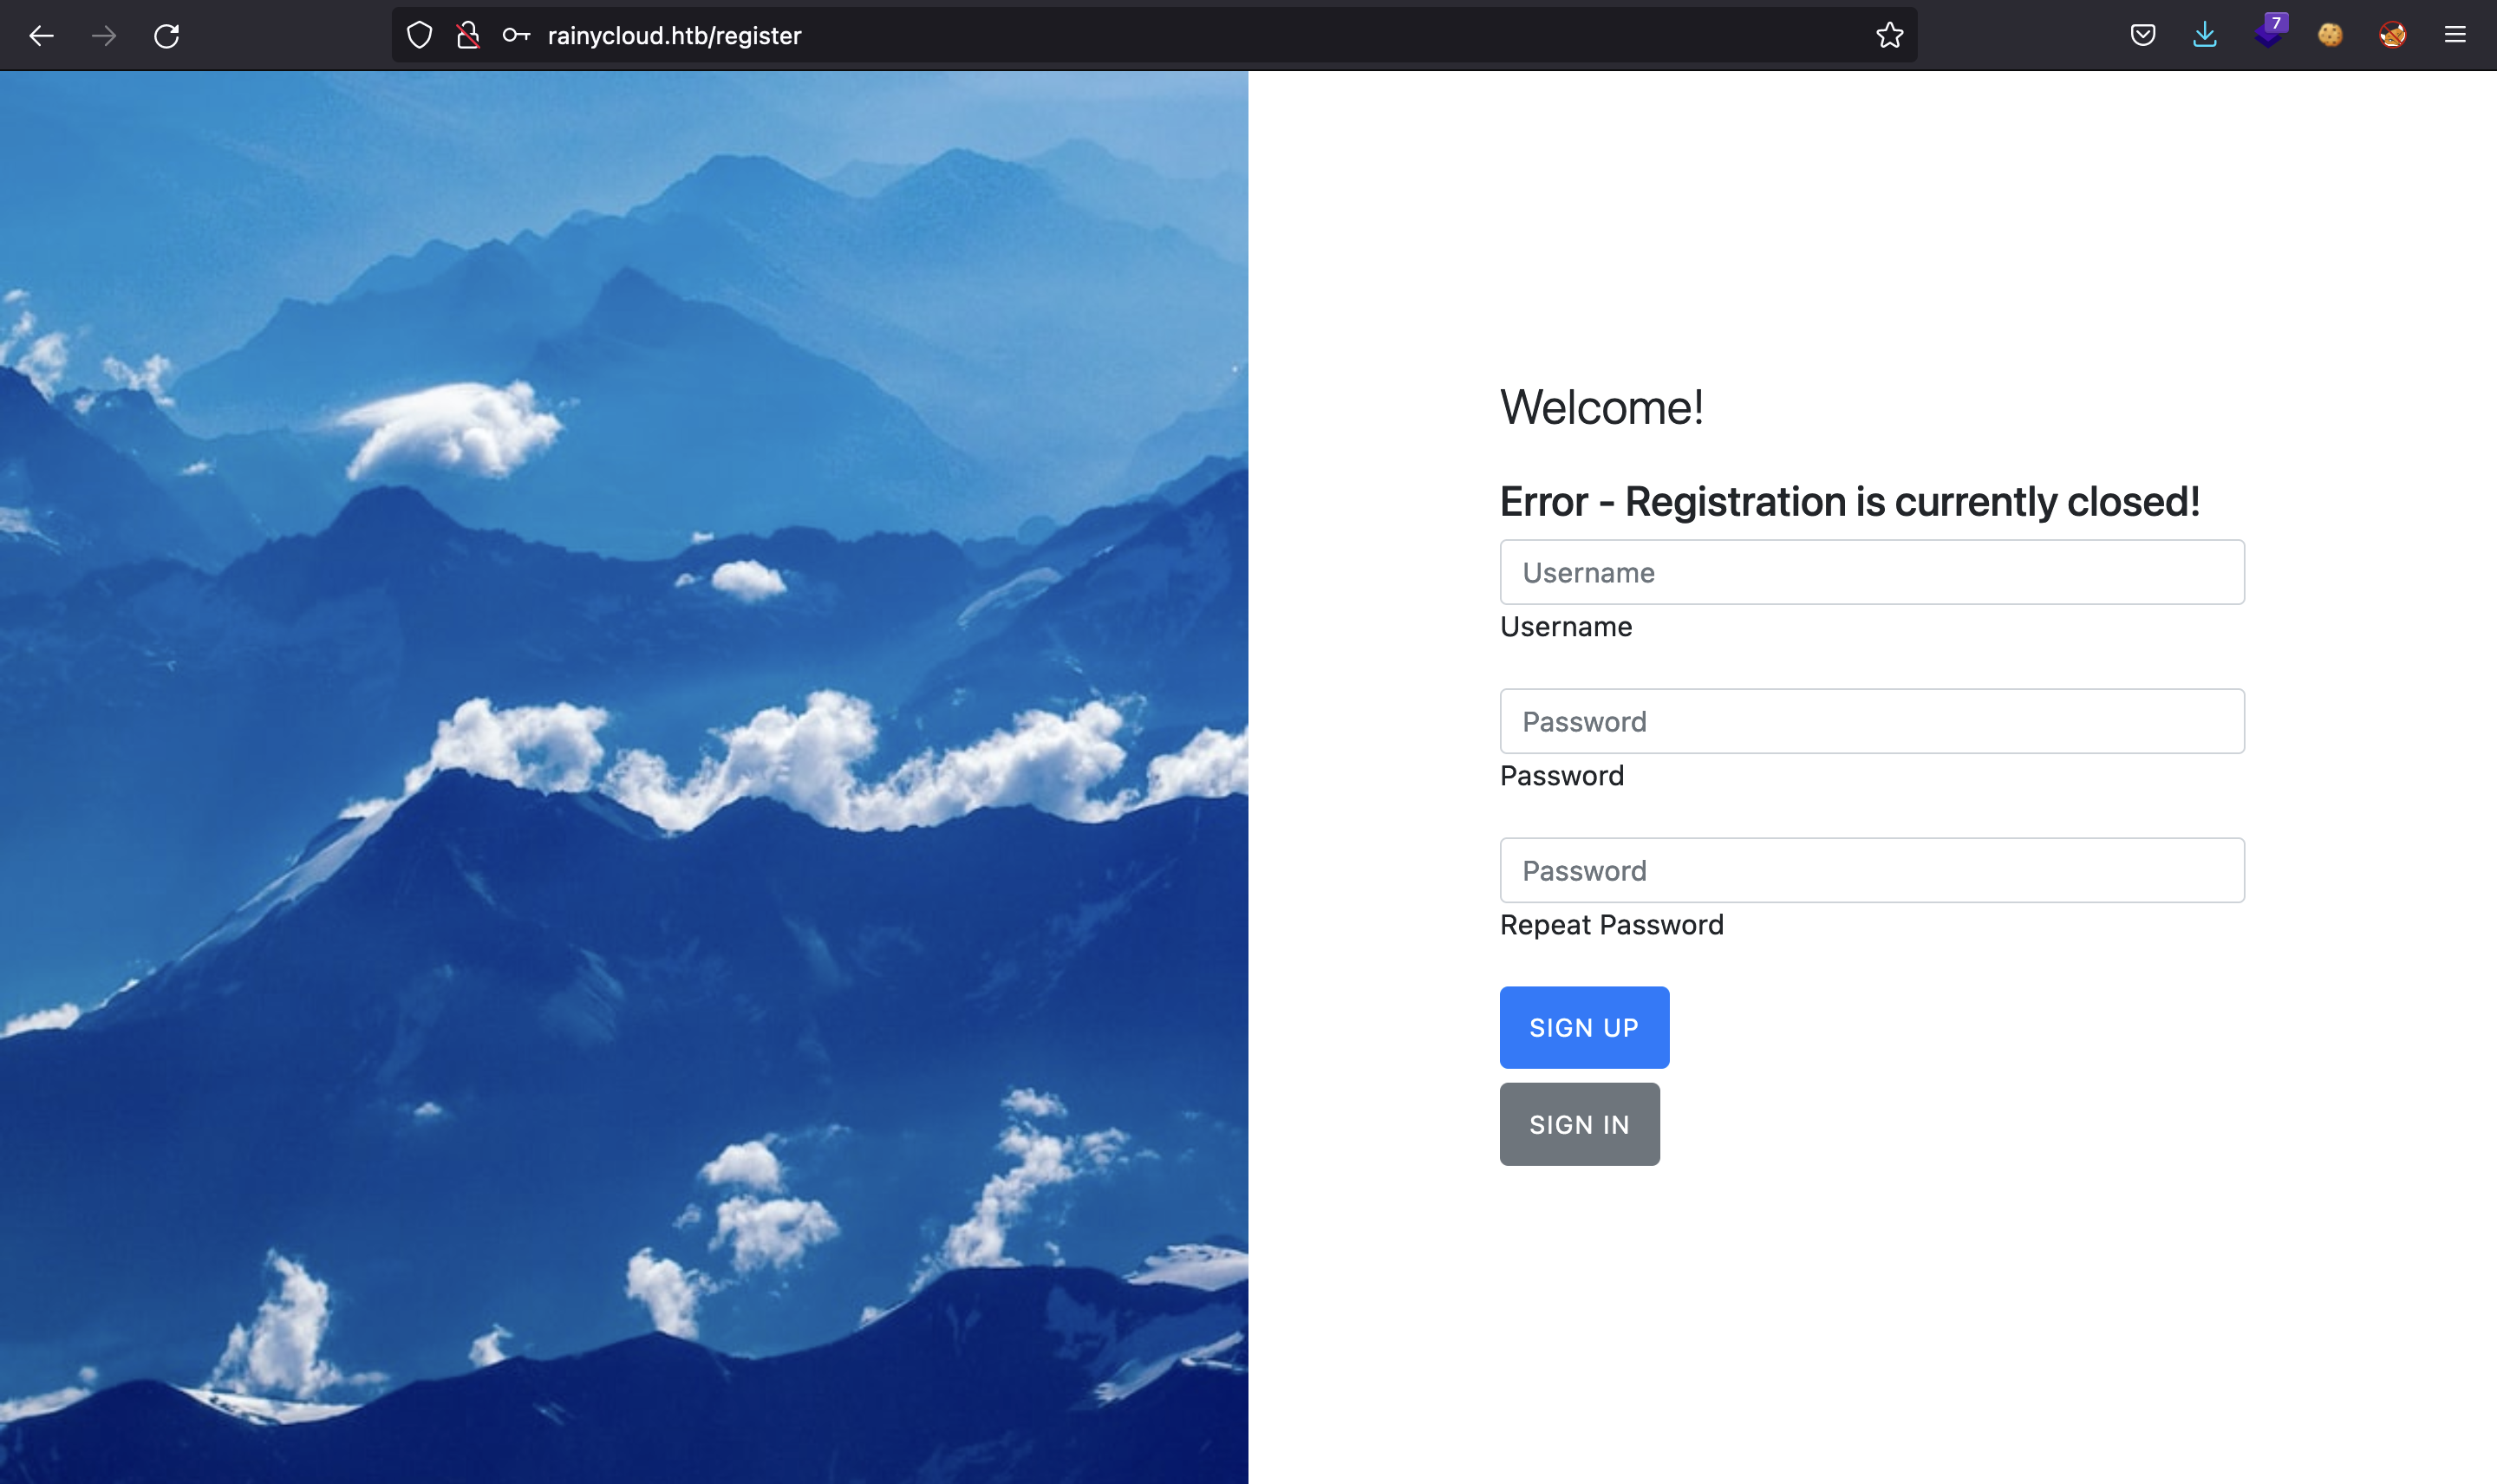 rainycloud.htb/register
7
Welcome!
Error - Registration is currently closed!
Username
Username
Password
Password
Password
Repeat Password
SIGN UP
SIGN IN